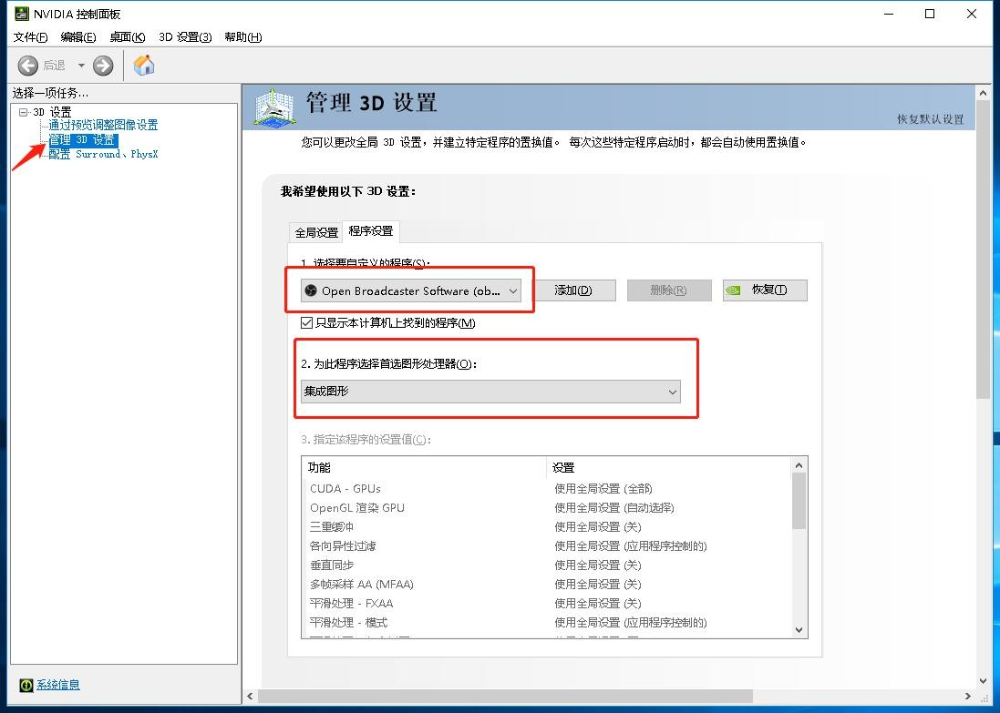 NVIDIA 控制面板
文件(F) 编辑(E) 桌面(K) 3D 设置(3) 帮助(H)
后退
选择一项任务...
3D 设置
通过预览调整图像设置
管理 3D 设置
配置 Surround、PhysX
系统信息
管理 3D 设置
恢复默认设置
您可以更改全局 3D 设置，并建立特定程序的置换值。 每次这些特定程序启动时，都会自动使用置换值。
我希望使用以下 3D 设置：
全局设置 程序设置
1. 选择要自定义的程序(S)：
Open Broadcaster Software (ob... 添加(D) 删除(R) 恢复(T)
只显示本计算机上找到的程序(M)
2. 为此程序选择首选图形处理器(O)：
集成图形
3. 指定该程序的设置值(C)：
功能 设置
CUDA - GPUs 使用全局设置 (全部)
OpenGL 渲染 GPU 使用全局设置 (自动选择)
三重缓冲 使用全局设置 (关)
各向异性过滤 使用全局设置 (应用程序控制的)
垂直同步 使用全局设置 (关)
多帧采样 AA (MFAA) 使用全局设置 (关)
平滑处理 - FXAA 使用全局设置 (关)
平滑处理 - 模式 使用全局设置 (应用程序控制的)